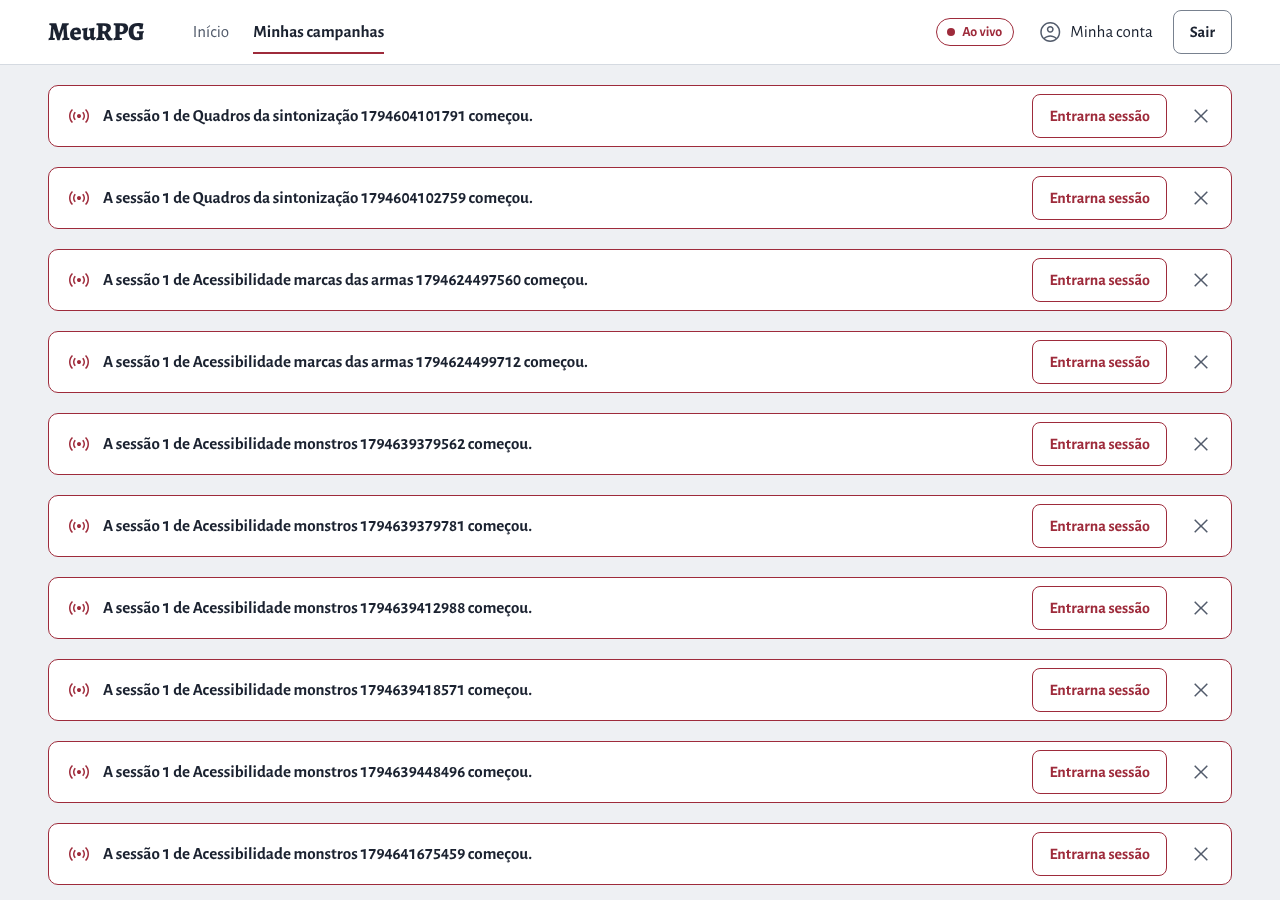 MeuRPG
Início
Minhas campanhas
Ao vivo
Minha conta
Sair
A sessão 1 de Quadros da sintonização 1794604101791 começou.
Entrarna sessão
A sessão 1 de Quadros da sintonização 1794604102759 começou.
Entrarna sessão
A sessão 1 de Acessibilidade marcas das armas 1794624497560 começou.
Entrarna sessão
A sessão 1 de Acessibilidade marcas das armas 1794624499712 começou.
Entrarna sessão
A sessão 1 de Acessibilidade monstros 1794639379562 começou.
Entrarna sessão
A sessão 1 de Acessibilidade monstros 1794639379781 começou.
Entrarna sessão
A sessão 1 de Acessibilidade monstros 1794639412988 começou.
Entrarna sessão
A sessão 1 de Acessibilidade monstros 1794639418571 começou.
Entrarna sessão
A sessão 1 de Acessibilidade monstros 1794639448496 começou.
Entrarna sessão
A sessão 1 de Acessibilidade monstros 1794641675459 começou.
Entrarna sessão